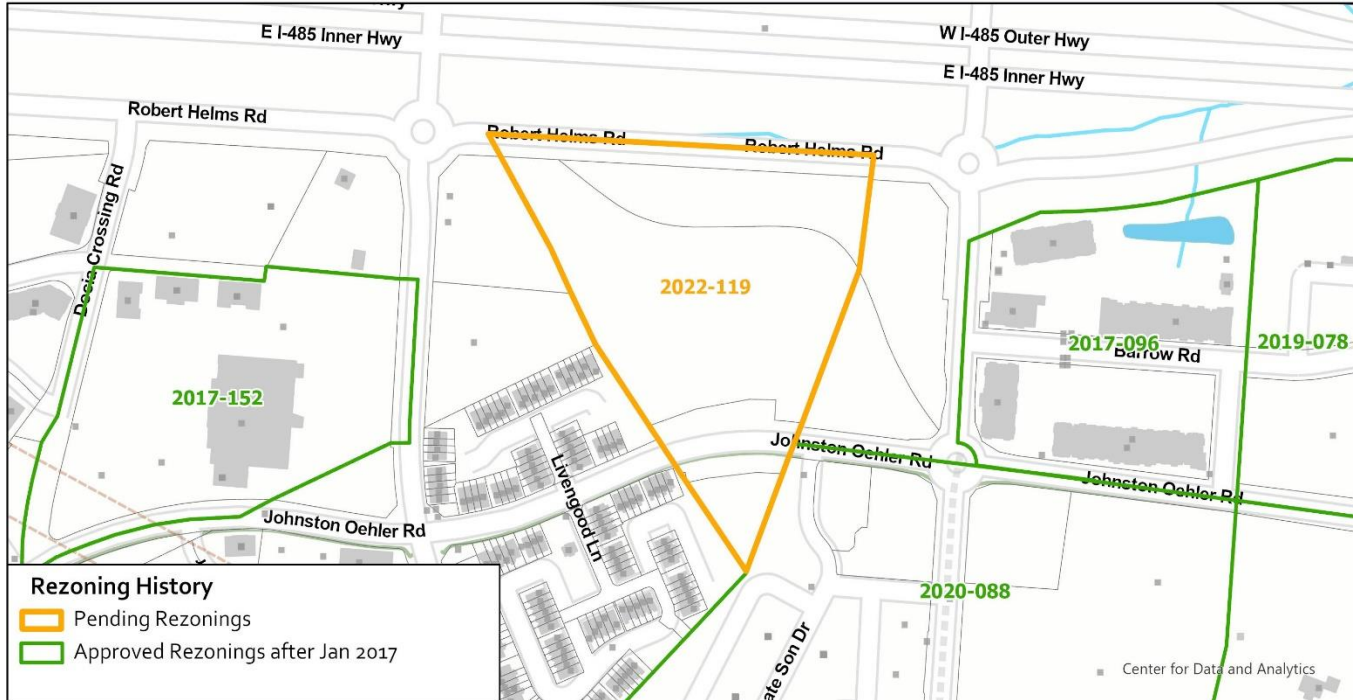 E I-485 Inner Hwy
W I-485 Outer Hwy
E I-485 Inner Hwy
Robert Helms Rd
Robert Helms Rd
Robert Helms Rd
Docia Crossing Rd
2022-119
2017-096
Barrow Rd
2019-078
2017-152
Johnston Oehler Rd
Johnston Oehler Rd
Johnston Oehler Rd
Livengood Ln
2020-088
ate Son Dr
Rezoning History
Pending Rezonings
Approved Rezonings after Jan 2017
Center for Data and Analytics